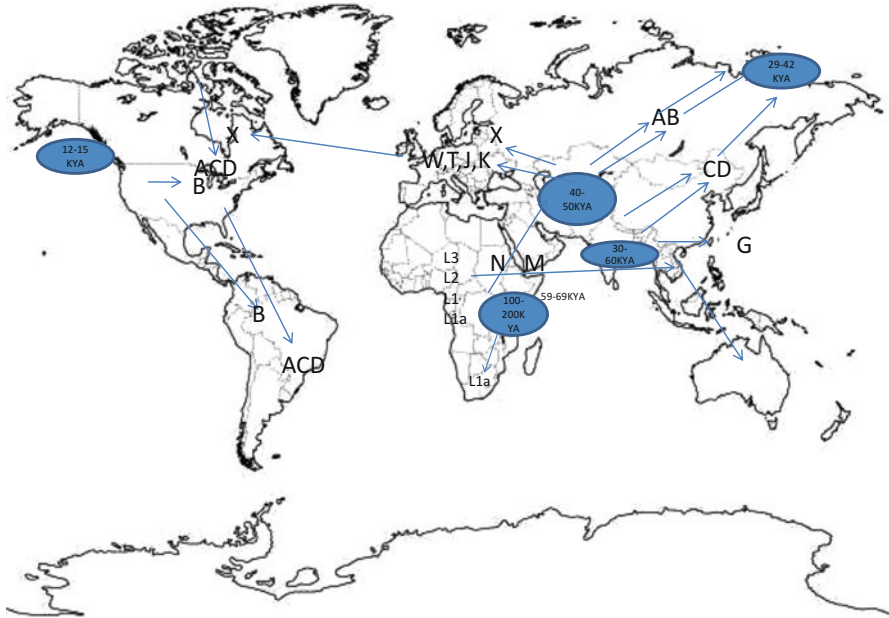 29-42
KYA
AB
X
X
12-15
KYA
W,T J,K
ACD
CD
B
40-
50KYA
G
30-
60KYA
N
M
L3
L2
L1
59-69KYA
100-
200K
YA
B
L1a
ACD
L1a